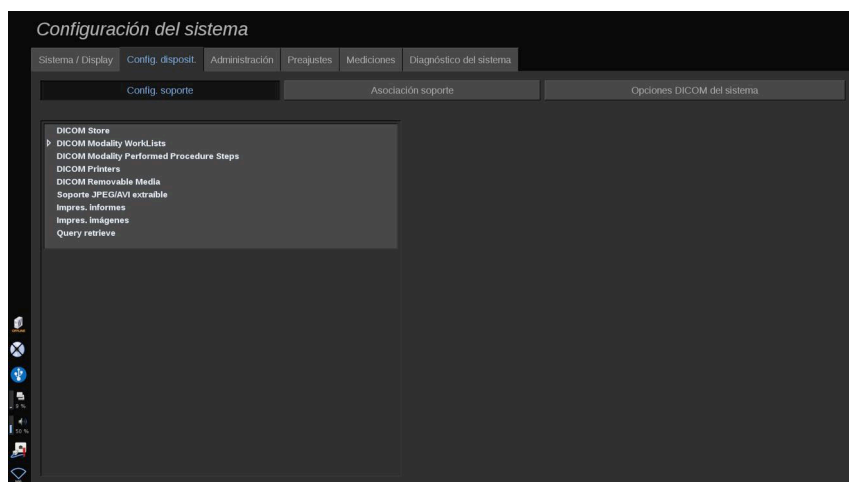 Configuración del sistema
Sistema / Display Config. disposit. Administración Preajustes Mediciones Diagnóstico del sistema
Config. soporte Asociación soporte Opciones DICOM del sistema
DICOM Store
DICOM Modality WorkLists
DICOM Modality Performed Procedure Steps
DICOM Printers
DICOM Removable Media
Soporte JPEG/AVI extraíble
Impres. informes
Impres. imágenes
Query retrieve
9 %
50 %